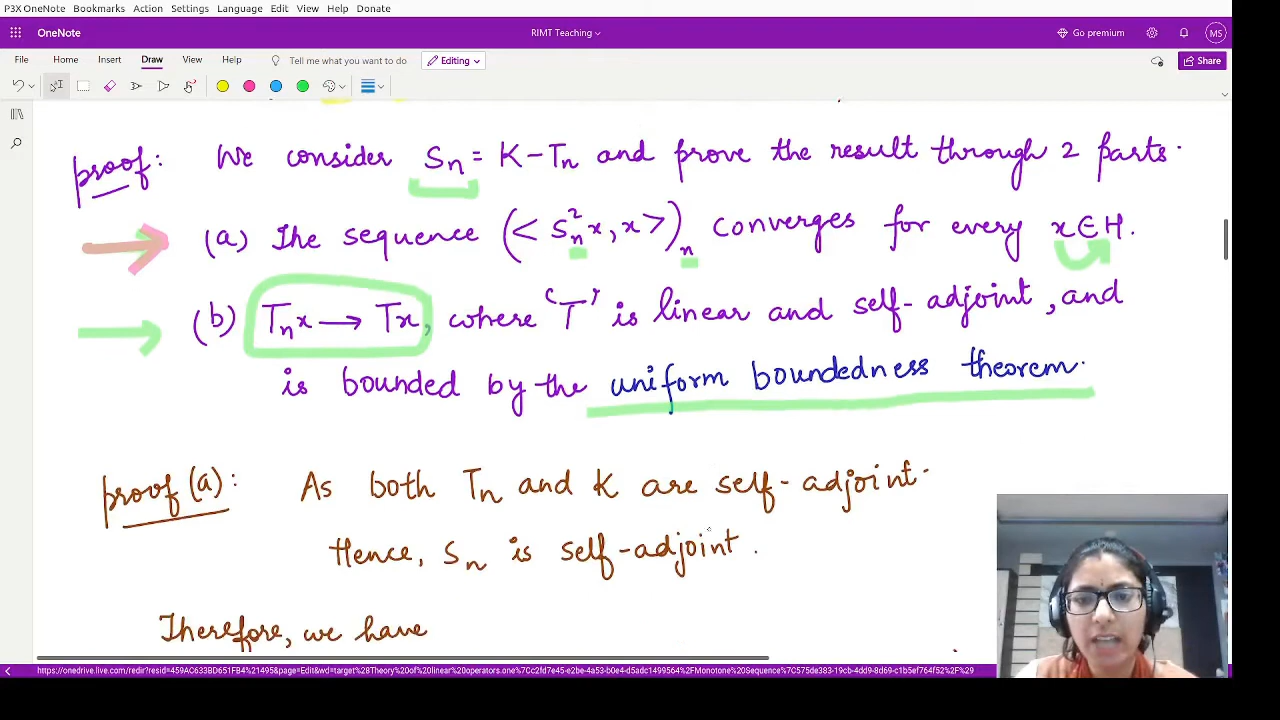 P3X OneNote Bookmarks Action Settings Language Edit View Help Donate
OneNote
RIMT Teaching
Go premium
MS
File Home Insert Draw View Help Tell me what you want to do Editing Share
proof: We consider Sn = K - Tn and prove the result through 2 parts.
(a) The sequence (< Sn²x, x >)n converges for every x ∈ H.
(b) Tnx → Tx, where 'T' is linear and self-adjoint, and
is bounded by the uniform boundedness theorem.
proof (a): As both Tn and K are self-adjoint.
Hence, Sn is self-adjoint.
Therefore, we have